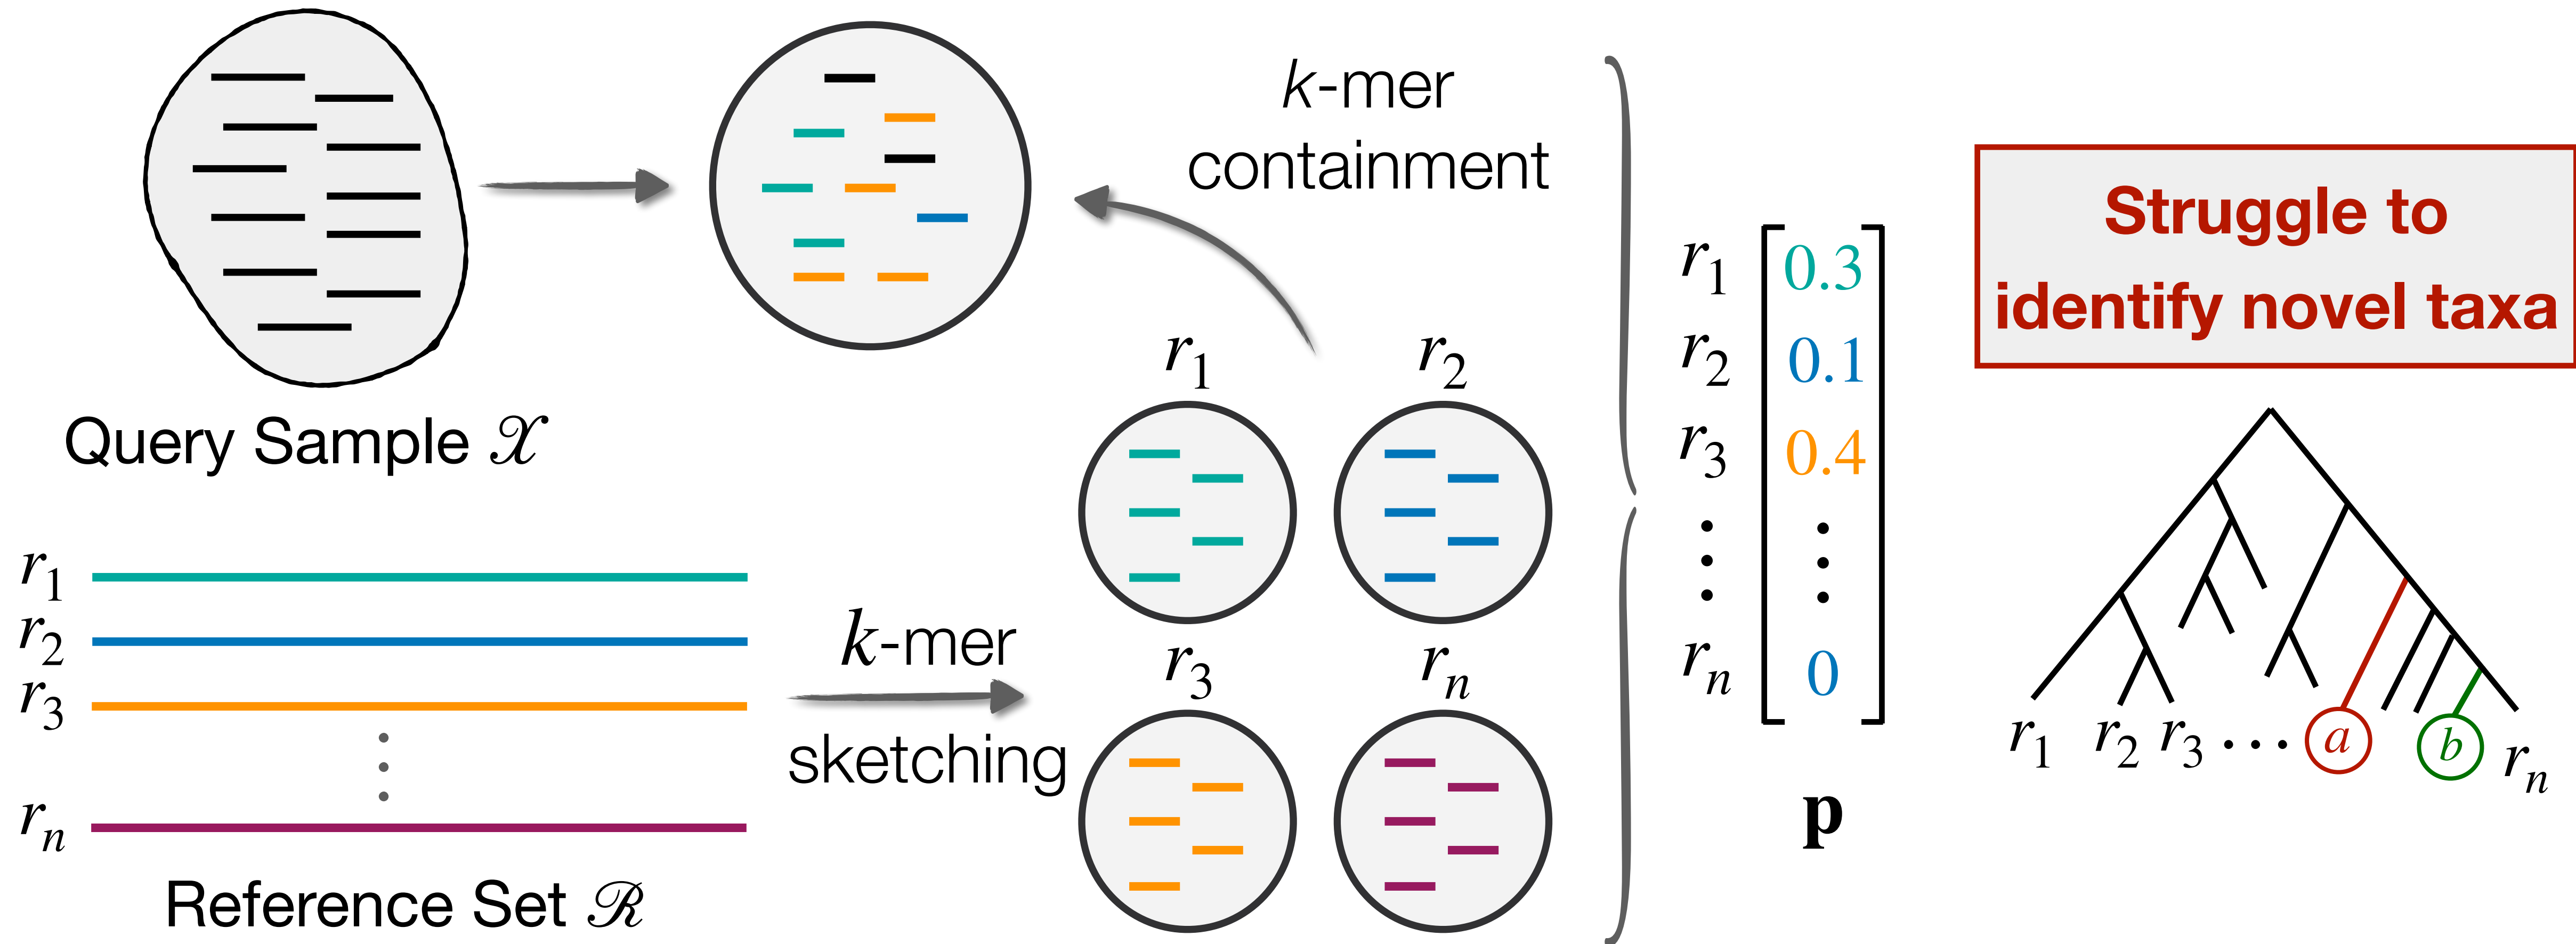 Query Sample 𝒳
k-mer
containment
r₁
r₂
r₃
⋮
rₙ
Reference Set ℛ
k-mer
sketching
r₁ r₂
r₃ rₙ
r₁ 0.3
r₂ 0.1
r₃ 0.4
⋮ ⋮
rₙ 0
p
Struggle to
identify novel taxa
r₁ r₂ r₃ … a b rₙ